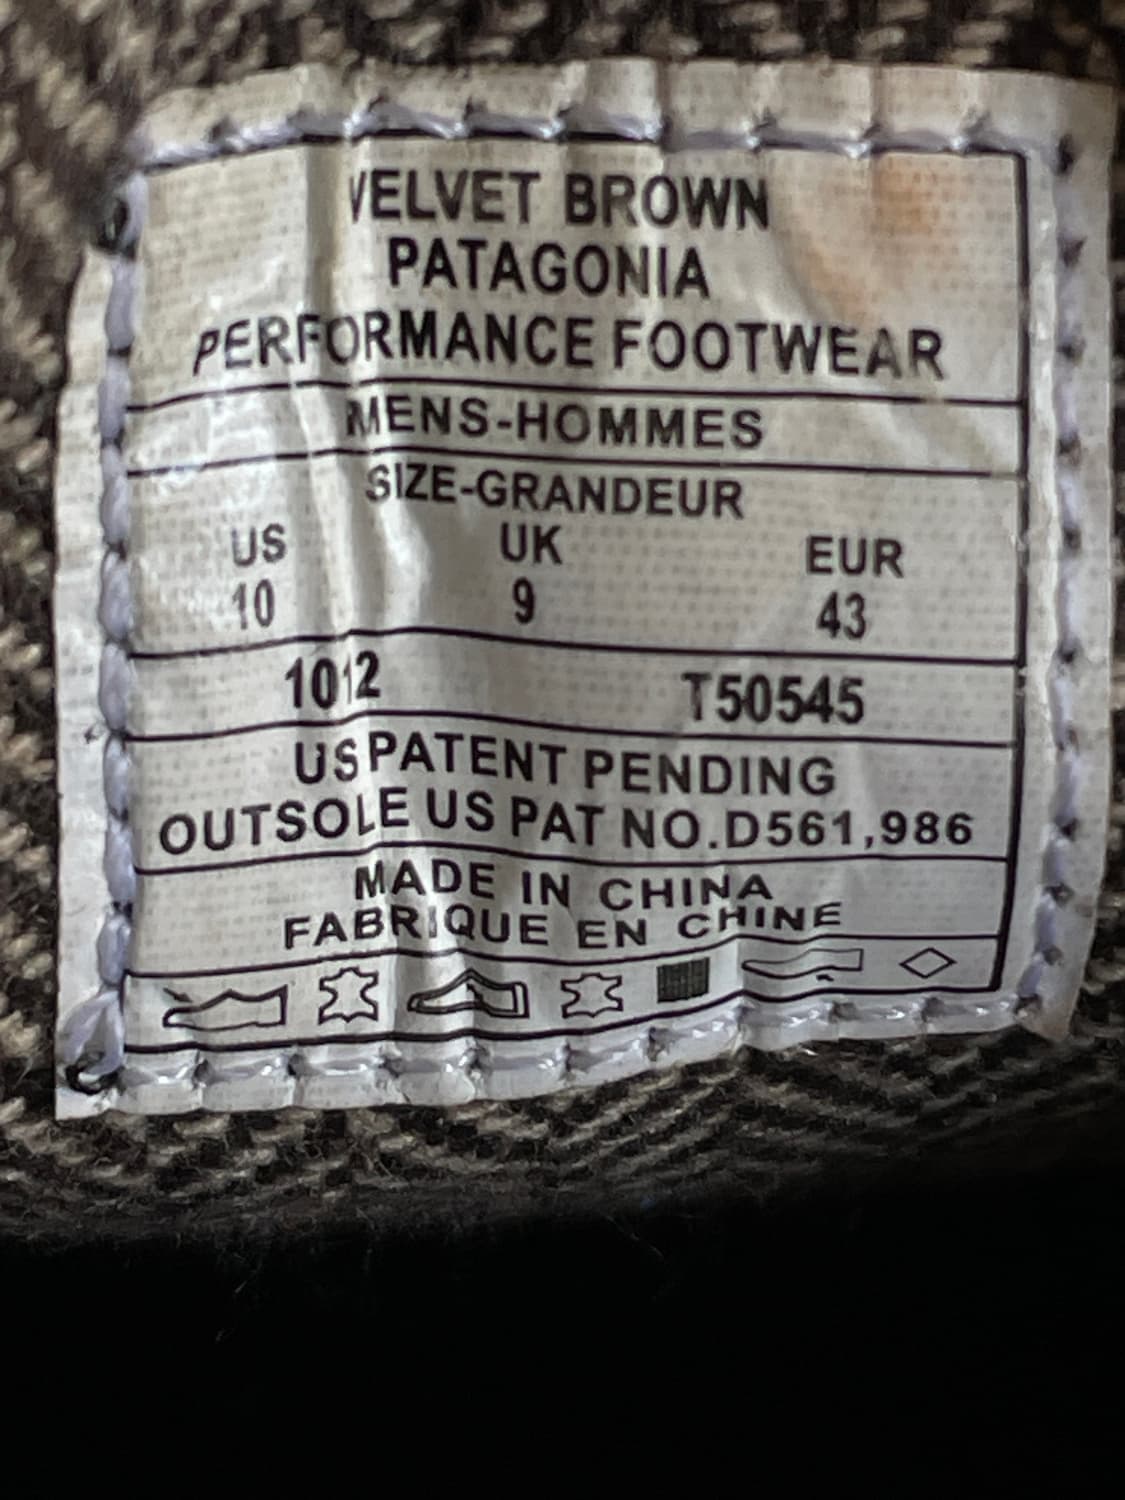 VELVET BROWN
PATAGONIA
PERFORMANCE FOOTWEAR
MENS-HOMMES
SIZE-GRANDEUR
US UK EUR
10 9 43
1012 T50545
US PATENT PENDING
OUTSOLE US PAT NO.D561,986
MADE IN CHINA
FABRIQUE EN CHINE